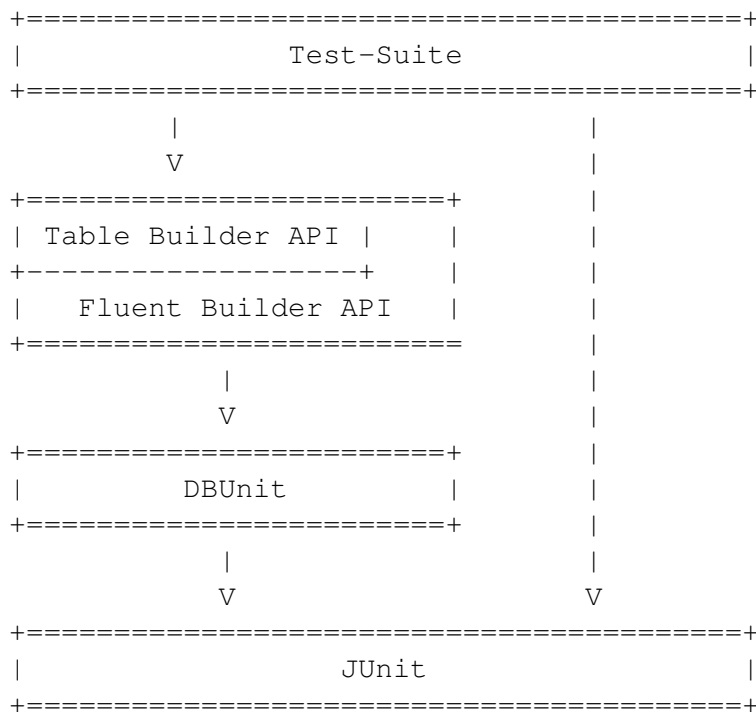 Test-Suite
Table Builder API
Fluent Builder API
DBUnit
JUnit